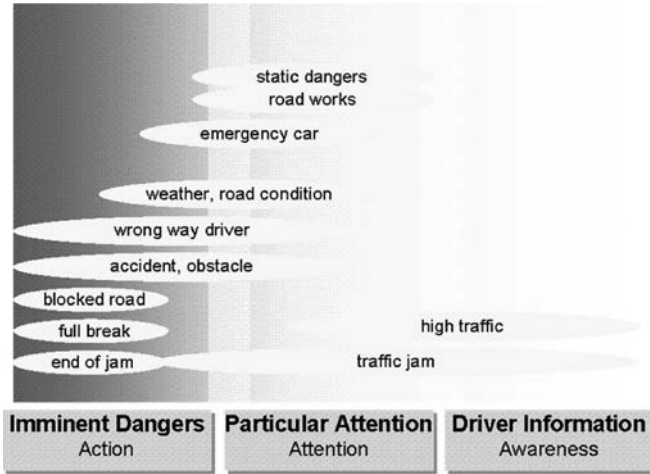 static dangers
road works
emergency car
weather, road condition
wrong way driver
accident, obstacle
blocked road
full break
high traffic
end of jam
traffic jam
Imminent Dangers
Action
Particular Attention
Attention
Driver Information
Awareness